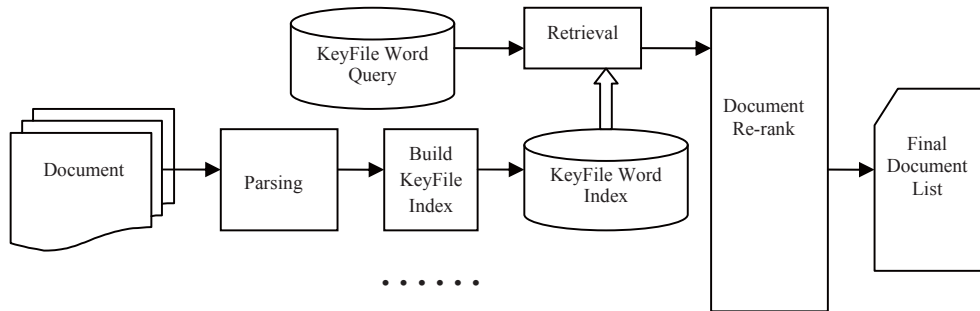 KeyFile Word
Query
Retrieval
Document
Re-rank
Final
Document
List
Document
Parsing
Build
KeyFile
Index
KeyFile Word
Index
. . . . . .